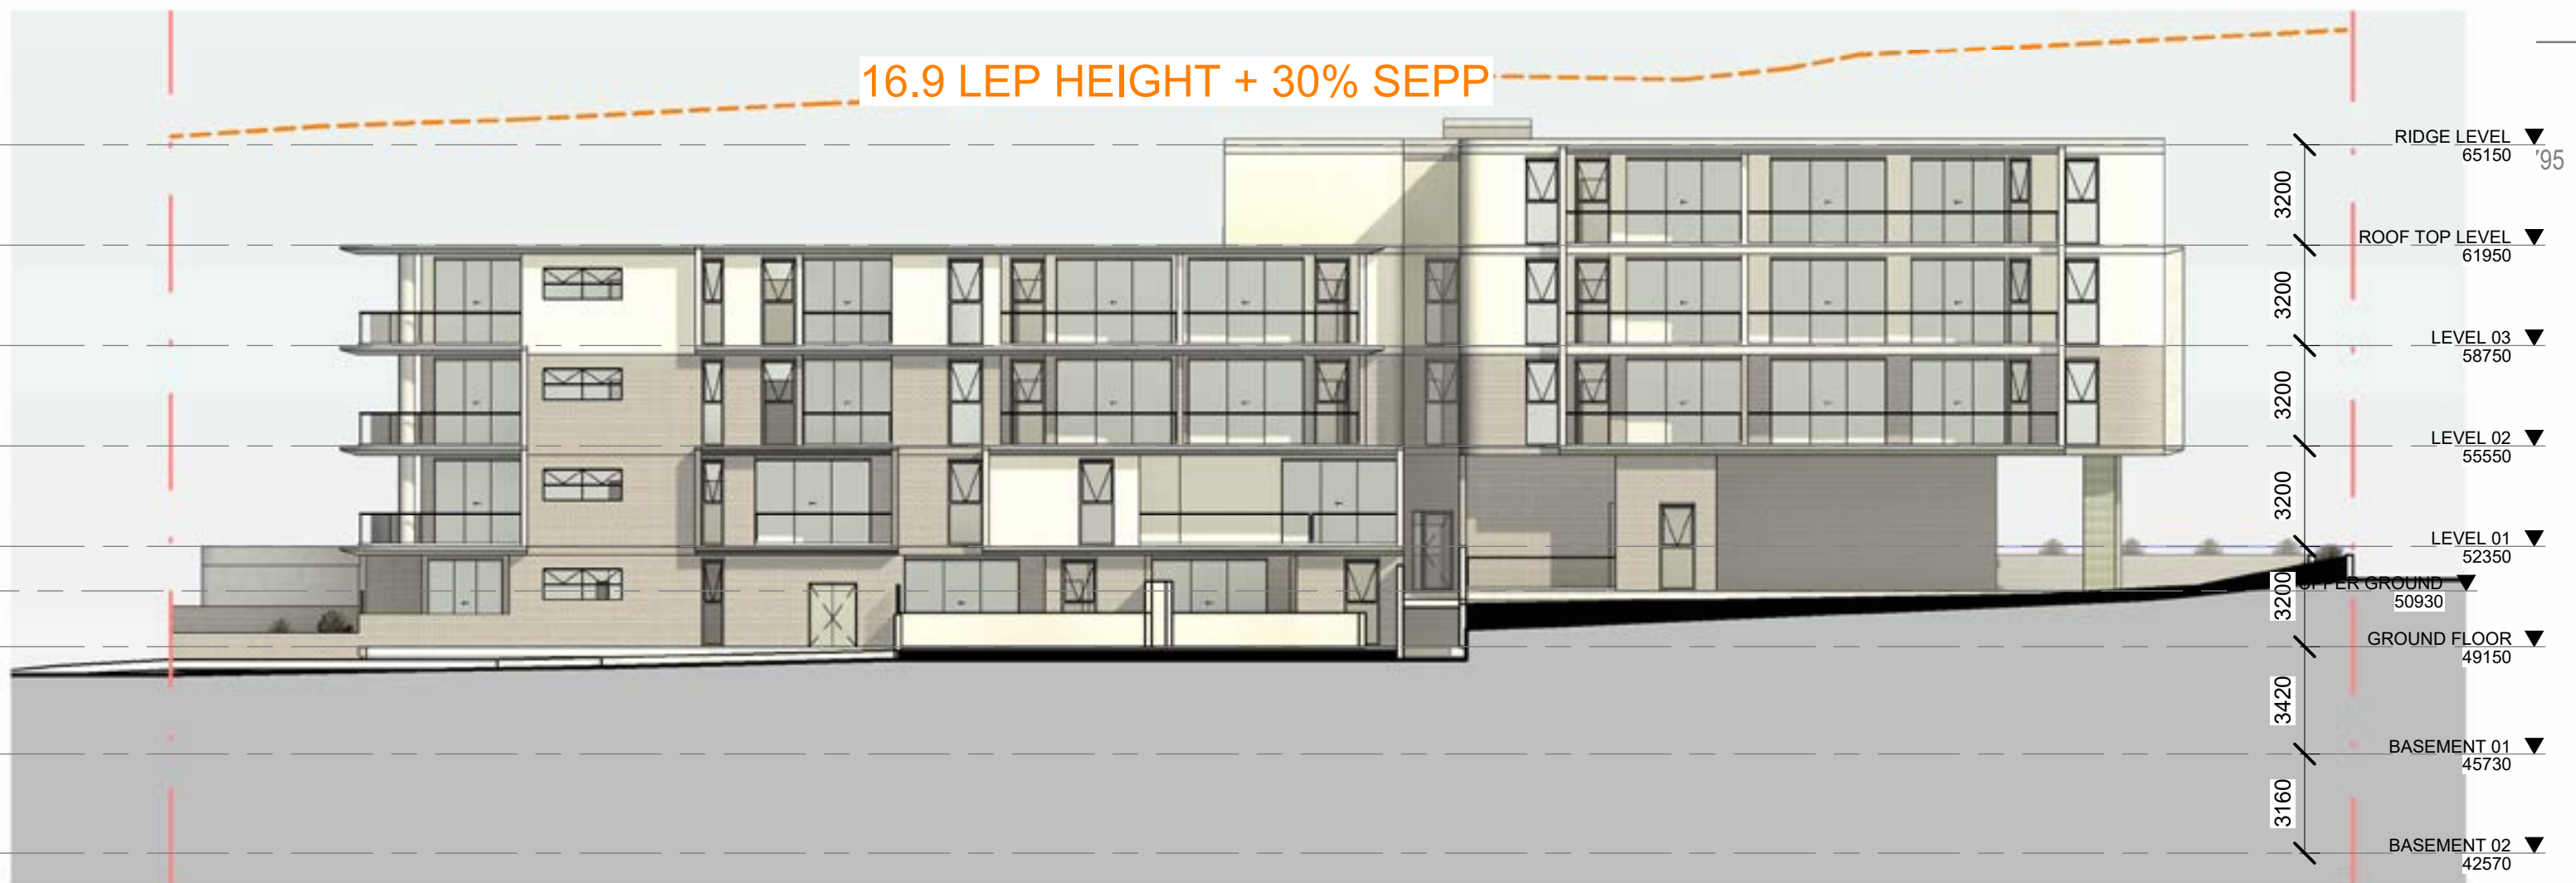 16.9 LEP HEIGHT + 30% SEPP
RIDGE LEVEL
65150
'95
3200
ROOF TOP LEVEL
61950
3200
LEVEL 03
58750
3200
LEVEL 02
55550
3200
LEVEL 01
52350
3200
UPPER GROUND
50930
GROUND FLOOR
49150
3420
BASEMENT 01
45730
3160
BASEMENT 02
42570